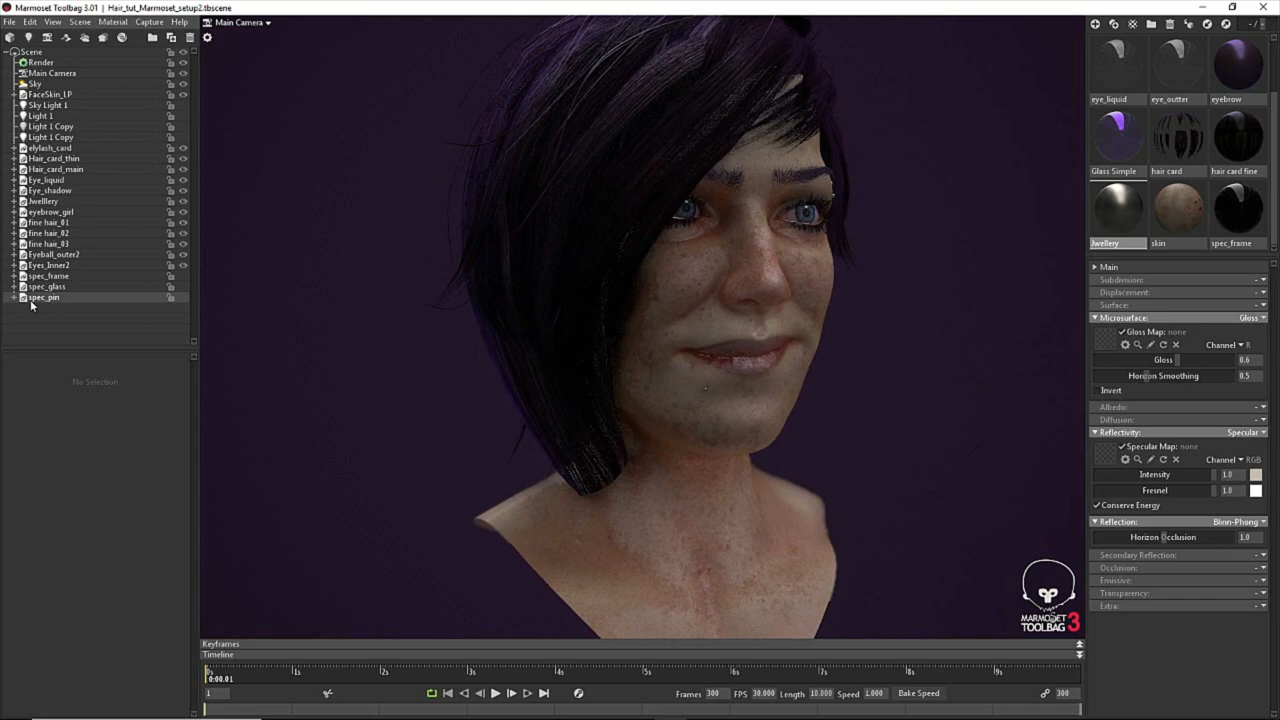 Marmoset Toolbag 3.01 | Hair_tut_Marmoset_setup2.tbscene
File Edit View Scene Material Capture Help
Main Camera
Scene
Render
Main Camera
Sky
FaceSkin_LP
Sky Light 1
Light 1
Light 1 Copy
Light 1 Copy
elylash_card
Hair_card_thin
Hair_card_main
Eye_liquid
Eye_shadow
Jwelllery
eyebrow_girl
fine hair_01
fine hair_02
fine hair_03
Eyeball_outer2
Eyes_Inner2
spec_frame
spec_glass
spec_pin
No Selection
MARMOSET
TOOLBAG 3
Keyframes
Timeline
0s 1s 2s 3s 4s 5s 6s 7s 8s 9s
0:00.01
1
Frames 300 FPS 30.000 Length 10.000 Speed 1.000 Bake Speed 300
eye_liquid eye_outter eyebrow
Glass Simple hair card hair card fine
Jwellery skin spec_frame
Main
Subdivision:
Displacement:
Surface:
Microsurface: Gloss
Gloss Map: none
Channel R
Gloss 0.6
Horizon Smoothing 0.5
Invert
Albedo:
Diffusion:
Reflectivity: Specular
Specular Map: none
Channel RGB
Intensity 1.0
Fresnel 1.0
Conserve Energy
Reflection: Blinn-Phong
Horizon Occlusion 1.0
Secondary Reflection:
Occlusion:
Emissive:
Transparency:
Extra: